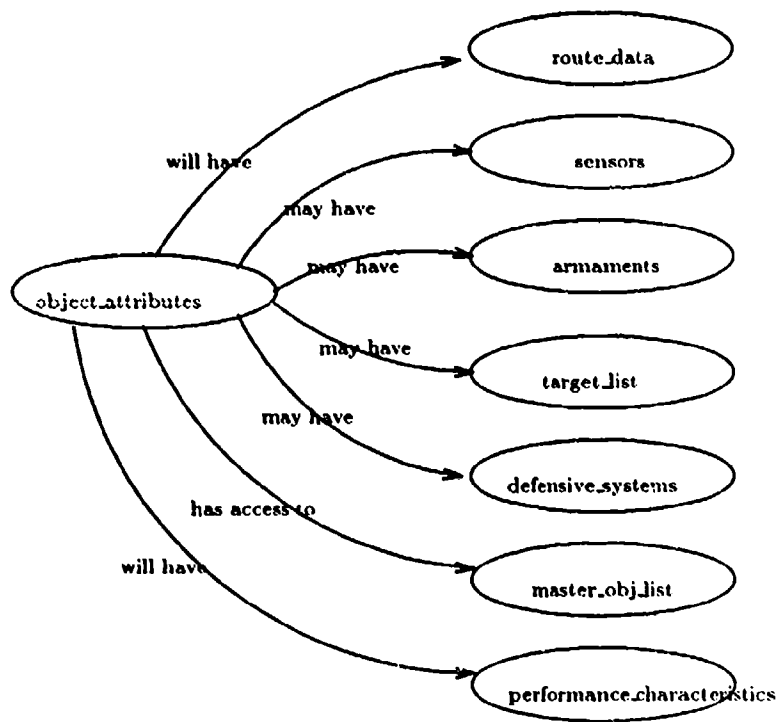 route_data
will have
sensors
may have
armaments
may have
object_attributes
may have
target_list
may have
defensive_systems
has access to
will have
master_obj_list
performance_characteristics